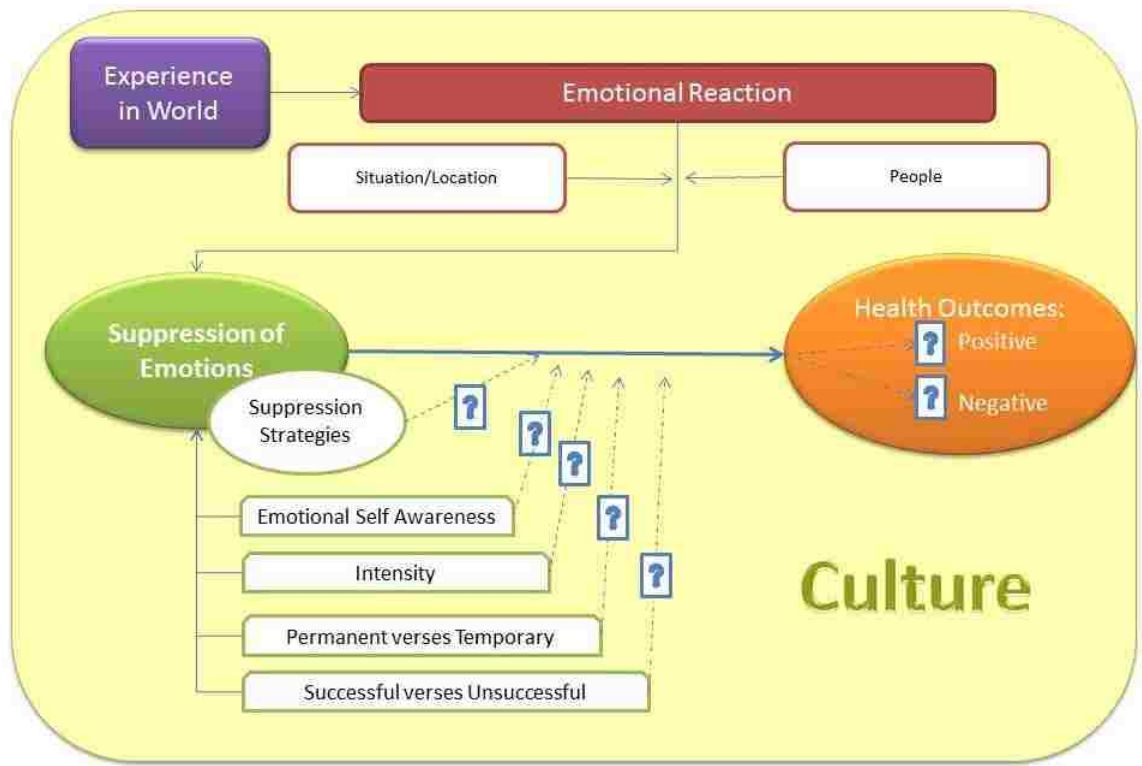 Experience
in World
Emotional Reaction
Situation/Location
People
Suppression of
Emotions
Health Outcomes:
? Positive
? Negative
Suppression
Strategies
?
?
?
?
?
Emotional Self Awareness
Intensity
Permanent verses Temporary
Successful verses Unsuccessful
Culture